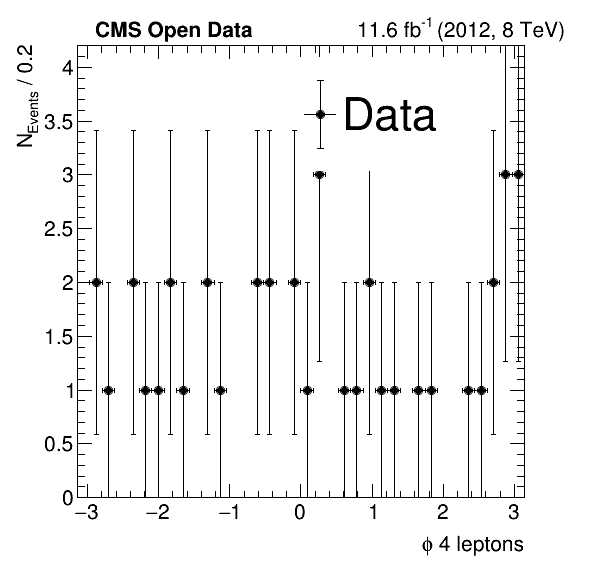 CMS Open Data 11.6 fb⁻¹ (2012, 8 TeV)
N_Events / 0.2
4
3.5
3
2.5
2
1.5
1
0.5
0
Data
−3 −2 −1 0 1 2 3
ϕ 4 leptons